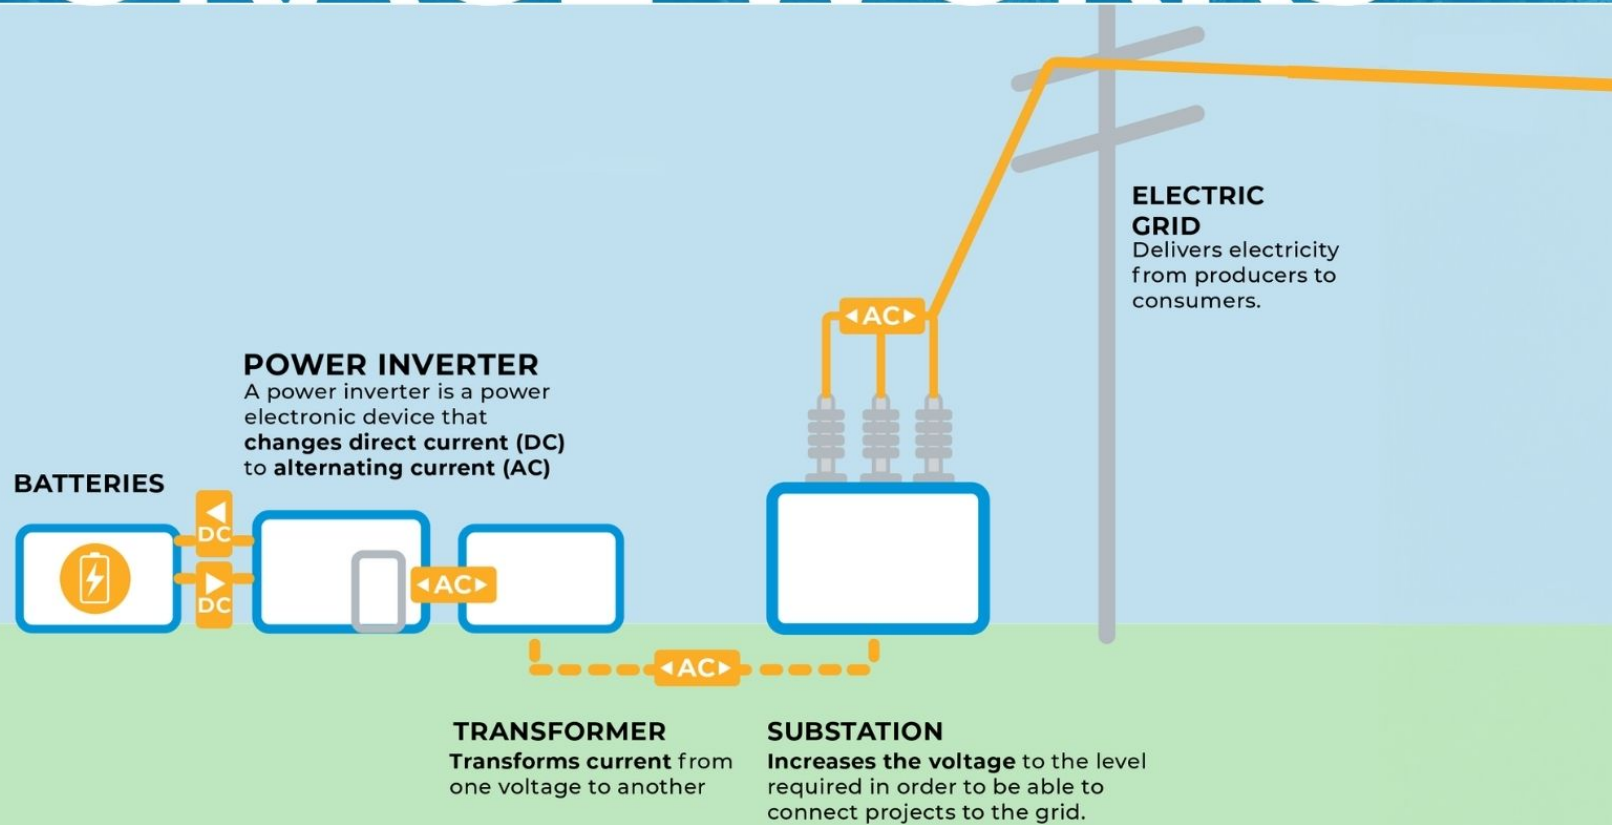 ELECTRIC
GRID
Delivers electricity
from producers to
consumers.
◀AC▶
POWER INVERTER
A power inverter is a power
electronic device that
changes direct current (DC)
to alternating current (AC)
BATTERIES
◀
DC
▶
DC
◀AC▶
◀AC▶
TRANSFORMER
Transforms current from
one voltage to another
SUBSTATION
Increases the voltage to the level
required in order to be able to
connect projects to the grid.